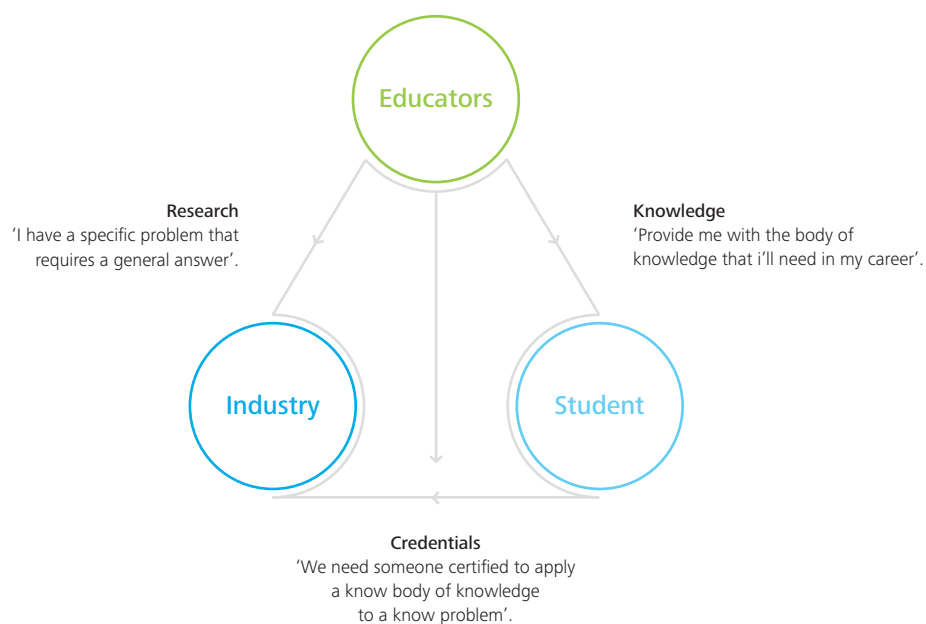 Educators
Research
'I have a specific problem that
requires a general answer'.
Knowledge
'Provide me with the body of
knowledge that i'll need in my career'.
Industry
Student
Credentials
'We need someone certified to apply
a know body of knowledge
to a know problem'.